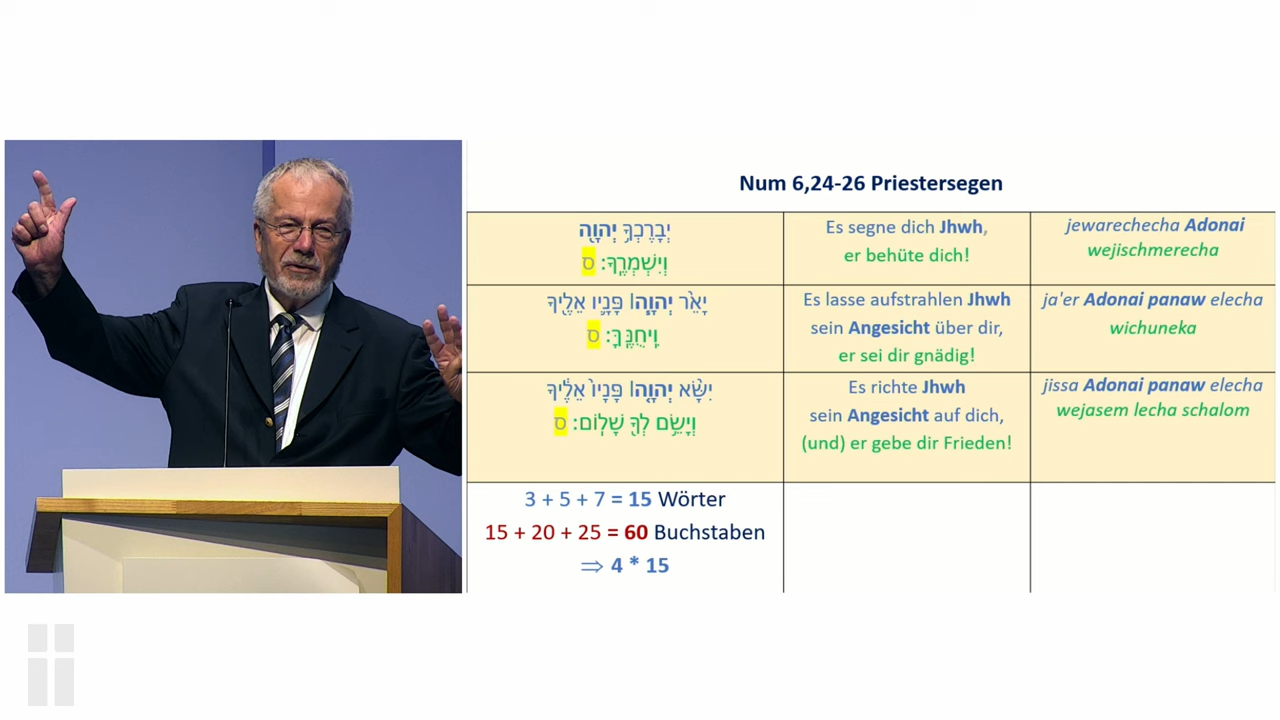 Num 6,24-26 Priestersegen
יְבָרֶכְךָ֥ יְהוָ֖ה
וְיִשְׁמְרֶֽךָ׃ ס
יָאֵ֨ר יְהוָ֧ה׀ פָּנָ֛יו אֵלֶ֖יךָ
וִֽיחֻנֶּֽךָּ׃ ס
יִשָּׂ֨א יְהוָ֤ה׀ פָּנָיו֙ אֵלֶ֔יךָ
וְיָשֵׂ֥ם לְךָ֖ שָׁלֽוֹם׃ ס
3 + 5 + 7 = 15 Wörter
15 + 20 + 25 = 60 Buchstaben
⇒ 4 * 15
Es segne dich Jhwh,
er behüte dich!
Es lasse aufstrahlen Jhwh
sein Angesicht über dir,
er sei dir gnädig!
Es richte Jhwh
sein Angesicht auf dich,
(und) er gebe dir Frieden!
jewarechecha Adonai
wejischmerecha
ja'er Adonai panaw elecha
wichuneka
jissa Adonai panaw elecha
wejasem lecha schalom